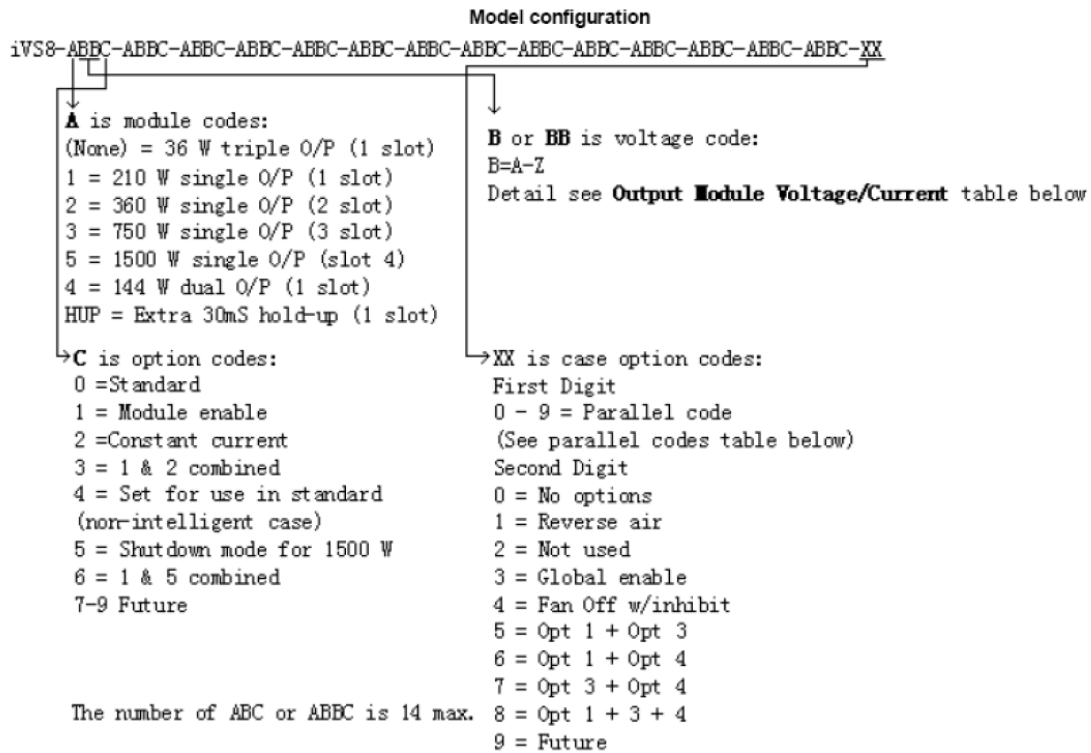 Model configuration
iVS8-ABBC-ABBC-ABBC-ABBC-ABBC-ABBC-ABBC-ABBC-ABBC-ABBC-ABBC-ABBC-ABBC-ABBC-XX
A is module codes:
(None) = 36 W triple O/P (1 slot)
1 = 210 W single O/P (1 slot)
2 = 360 W single O/P (2 slot)
3 = 750 W single O/P (3 slot)
5 = 1500 W single O/P (slot 4)
4 = 144 W dual O/P (1 slot)
HUP = Extra 30mS hold-up (1 slot)
B or BB is voltage code:
B=A-Z
Detail see Output Module Voltage/Current table below
C is option codes:
0 =Standard
1 = Module enable
2 =Constant current
3 = 1 & 2 combined
4 = Set for use in standard
(non-intelligent case)
5 = Shutdown mode for 1500 W
6 = 1 & 5 combined
7-9 Future
XX is case option codes:
First Digit
0 - 9 = Parallel code
(See parallel codes table below)
Second Digit
0 = No options
1 = Reverse air
2 = Not used
3 = Global enable
4 = Fan Off w/inhibit
5 = Opt 1 + Opt 3
6 = Opt 1 + Opt 4
7 = Opt 3 + Opt 4
8 = Opt 1 + 3 + 4
9 = Future
The number of ABC or ABBC is 14 max.